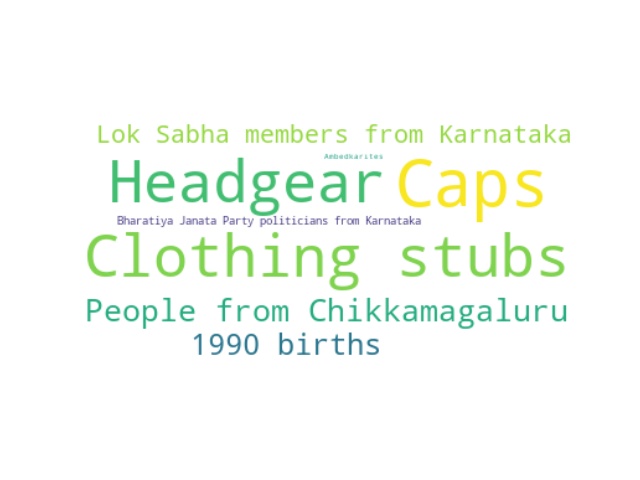 Lok Sabha members from Karnataka
Ambedkarites
Headgear Caps
Bharatiya Janata Party politicians from Karnataka
Clothing stubs
People from Chikkamagaluru
1990 births